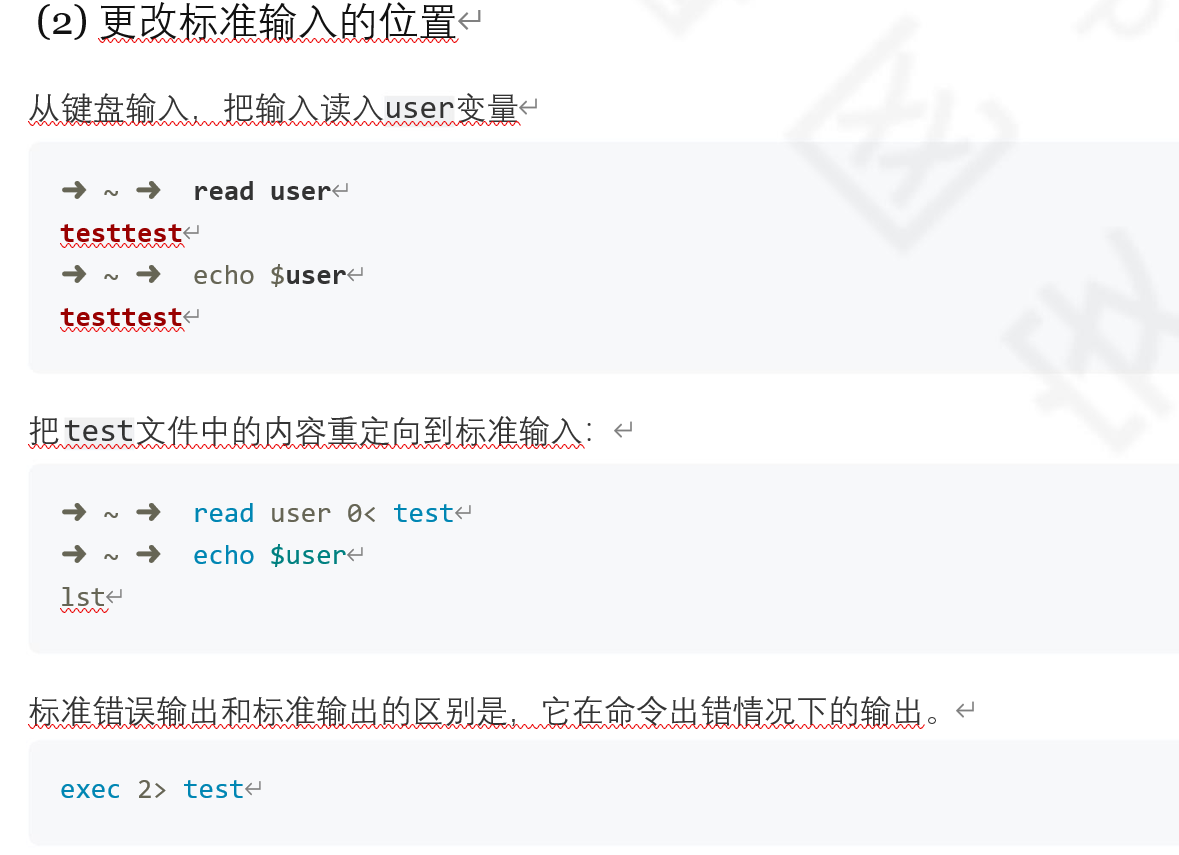 (2) 更改标准输入的位置
从键盘输入，把输入读入user变量
➜ ~ ➜ read user
testtest
➜ ~ ➜ echo $user
testtest
把test文件中的内容重定向到标准输入：
➜ ~ ➜ read user 0< test
➜ ~ ➜ echo $user
lst
标准错误输出和标准输出的区别是，它在命令出错情况下的输出。
exec 2> test